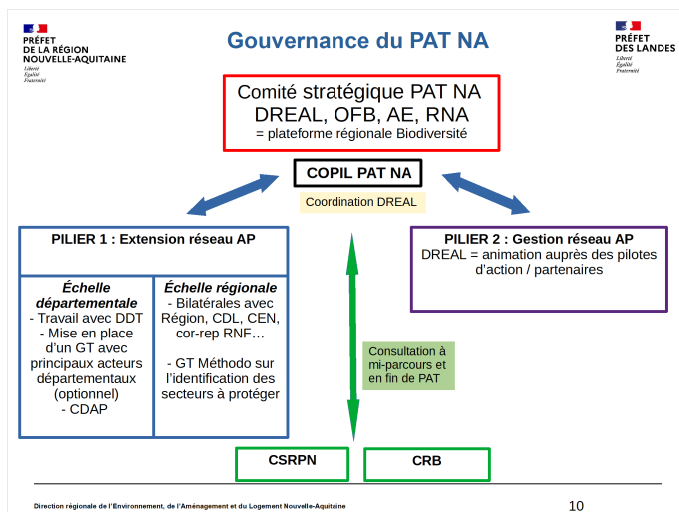 PRÉFET
DE LA RÉGION
NOUVELLE-AQUITAINE
Liberté
Égalité
Fraternité
Gouvernance du PAT NA
PRÉFET
DES LANDES
Liberté
Égalité
Fraternité
Comité stratégique PAT NA
DREAL, OFB, AE, RNA
= plateforme régionale Biodiversité
COPIL PAT NA
Coordination DREAL
PILIER 1 : Extension réseau AP
Échelle
départementale
- Travail avec DDT
- Mise en place
d'un GT avec
principaux acteurs
départementaux
(optionnel)
- CDAP
Échelle régionale
- Bilatérales avec
Région, CDL, CEN,
cor-rep RNF…
- GT Méthodo sur
l'identification des
secteurs à protéger
PILIER 2 : Gestion réseau AP
DREAL = animation auprès des pilotes
d'action / partenaires
Consultation à
mi-parcours et
en fin de PAT
CSRPN
CRB
Direction régionale de l'Environnement, de l'Aménagement et du Logement Nouvelle-Aquitaine
10